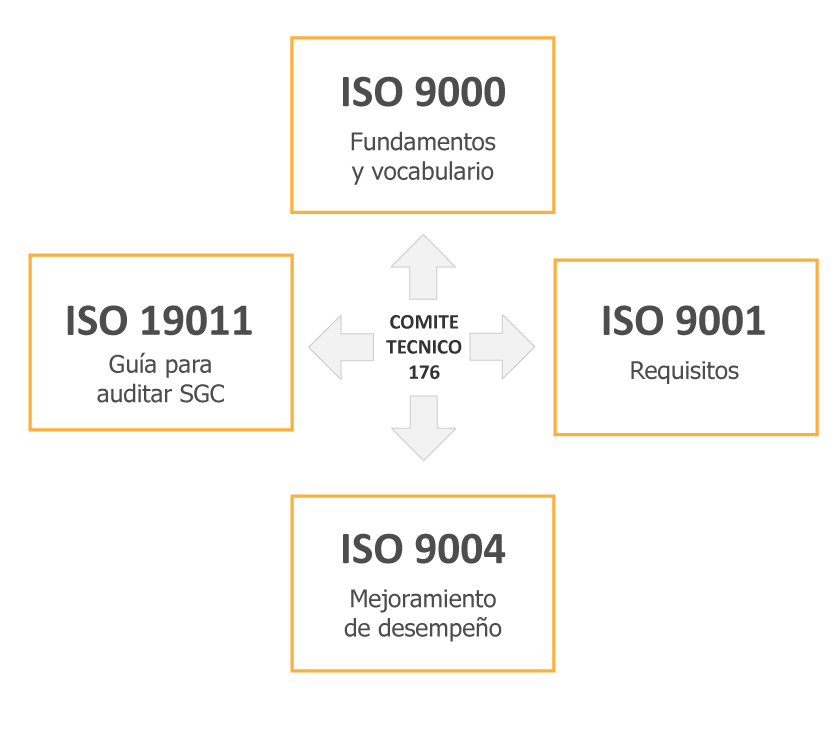 ISO 9000
Fundamentos
y vocabulario
ISO 19011
Guía para
auditar SGC
COMITE
TECNICO
176
ISO 9001
Requisitos
ISO 9004
Mejoramiento
de desempeño